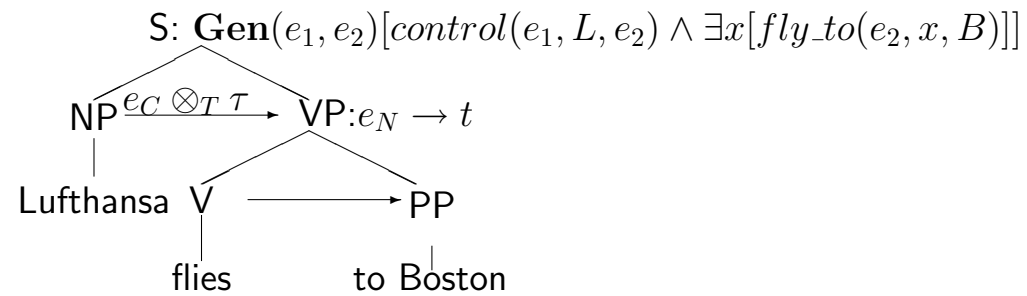 S: Gen(e₁, e₂)[control(e₁, L, e₂) ∧ ∃x[fly_to(e₂, x, B)]]
NP e_C ⊗_T τ VP:e_N → t
Lufthansa V PP
flies to Boston